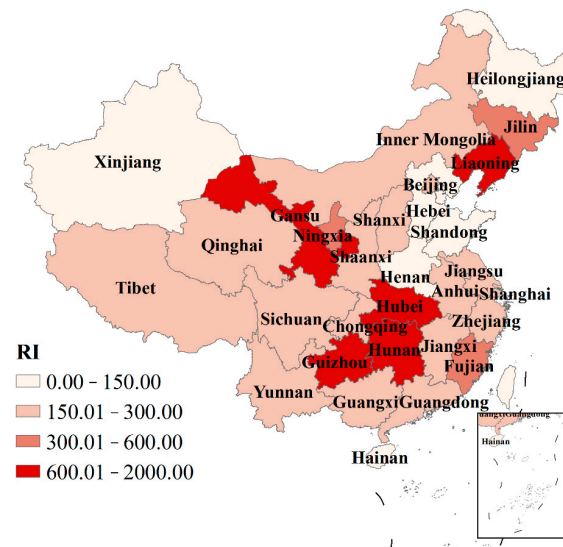 Heilongjiang
Jilin
Inner Mongolia
Liaoning
Xinjiang
Beijing
Gansu
Shanxi
Hebei
Ningxia
Shandong
Qinghai
Shaanxi
Henan
Jiangsu
Tibet
Anhui
Shanghai
Hubei
Sichuan
Chongqing
Zhejiang
Hunan
Jiangxi
Guizhou
Fujian
Yunnan
Guangxi
Guangdong
Hainan
RI
0.00 - 150.00
150.01 - 300.00
300.01 - 600.00
600.01 - 2000.00
Hainan